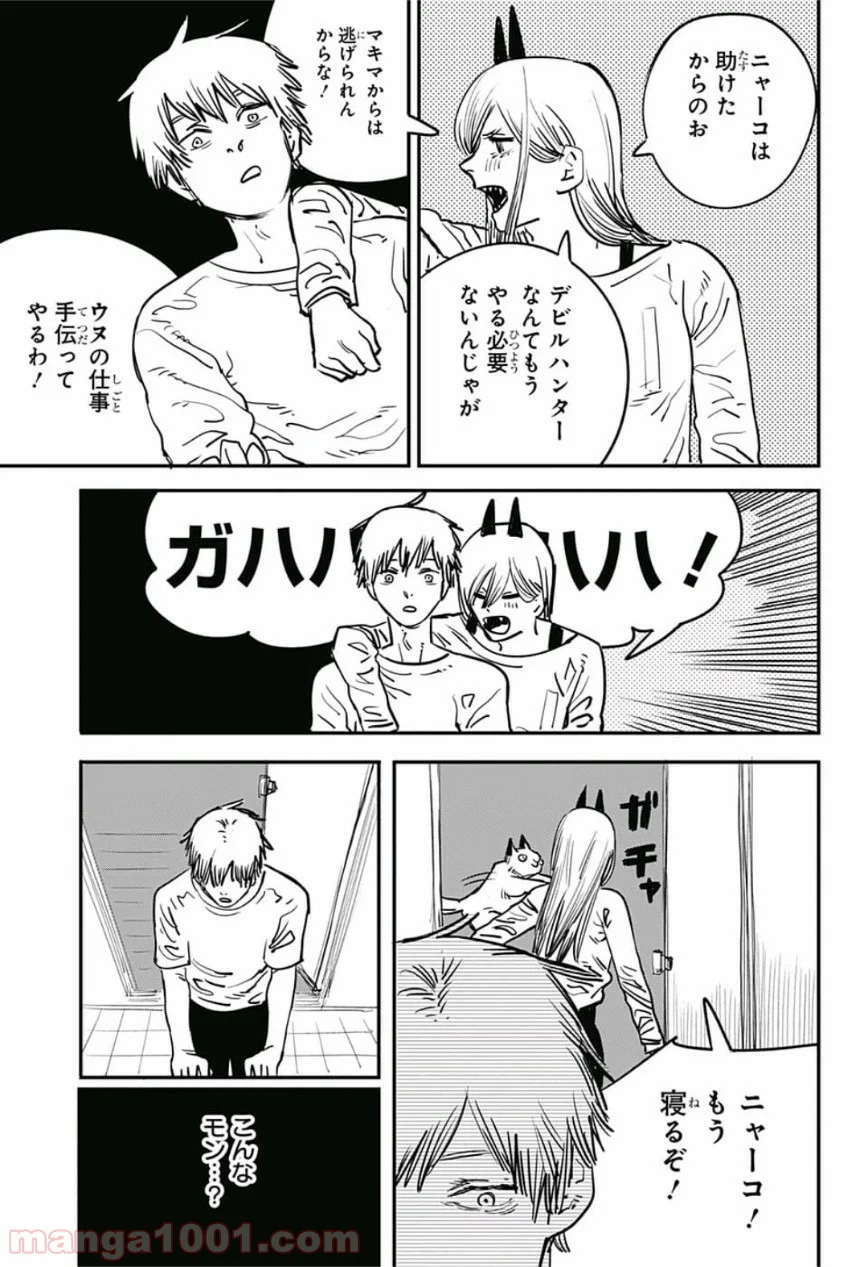 ニャーコは
助けた
からのお
デビルハンター
なんてもう
やる必要
ないんじゃが
マキマからは
逃げられん
からな!
ウヌの仕事
手伝って
やるわ!
ガハハハハ!
ガチャ
ニャーコ!
もう
寝るぞ!
こんな
モン…?
manga1001.com